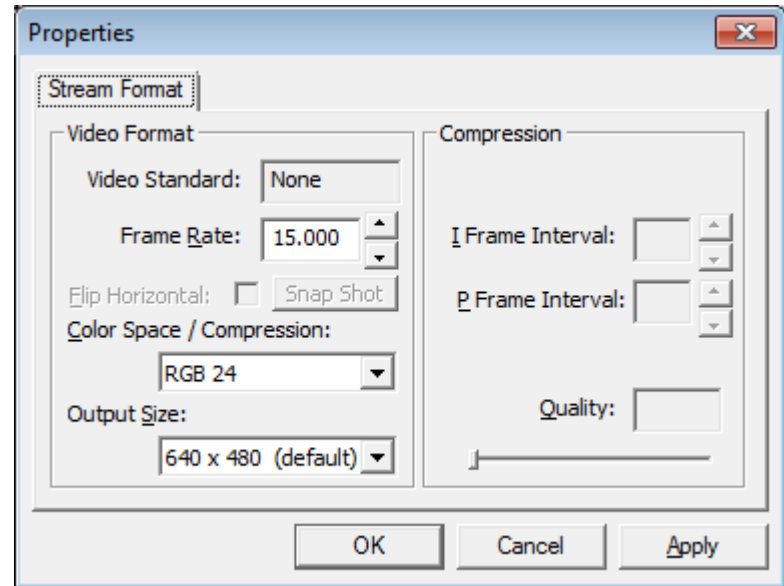 Properties
Stream Format
Video Format
Video Standard: None
Frame Rate: 15.000
Flip Horizontal: Snap Shot
Color Space / Compression:
RGB 24
Output Size:
640 x 480 (default)
Compression
I Frame Interval:
P Frame Interval:
Quality:
OK Cancel Apply